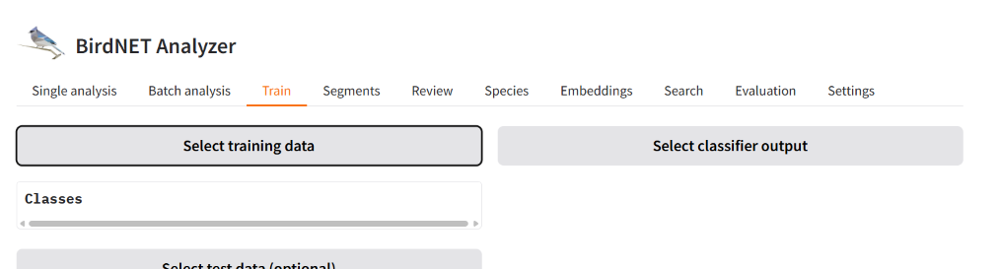 BirdNET Analyzer
Single analysis Batch analysis Train Segments Review Species Embeddings Search Evaluation Settings
Select training data Select classifier output
Classes
Select test data (optional)